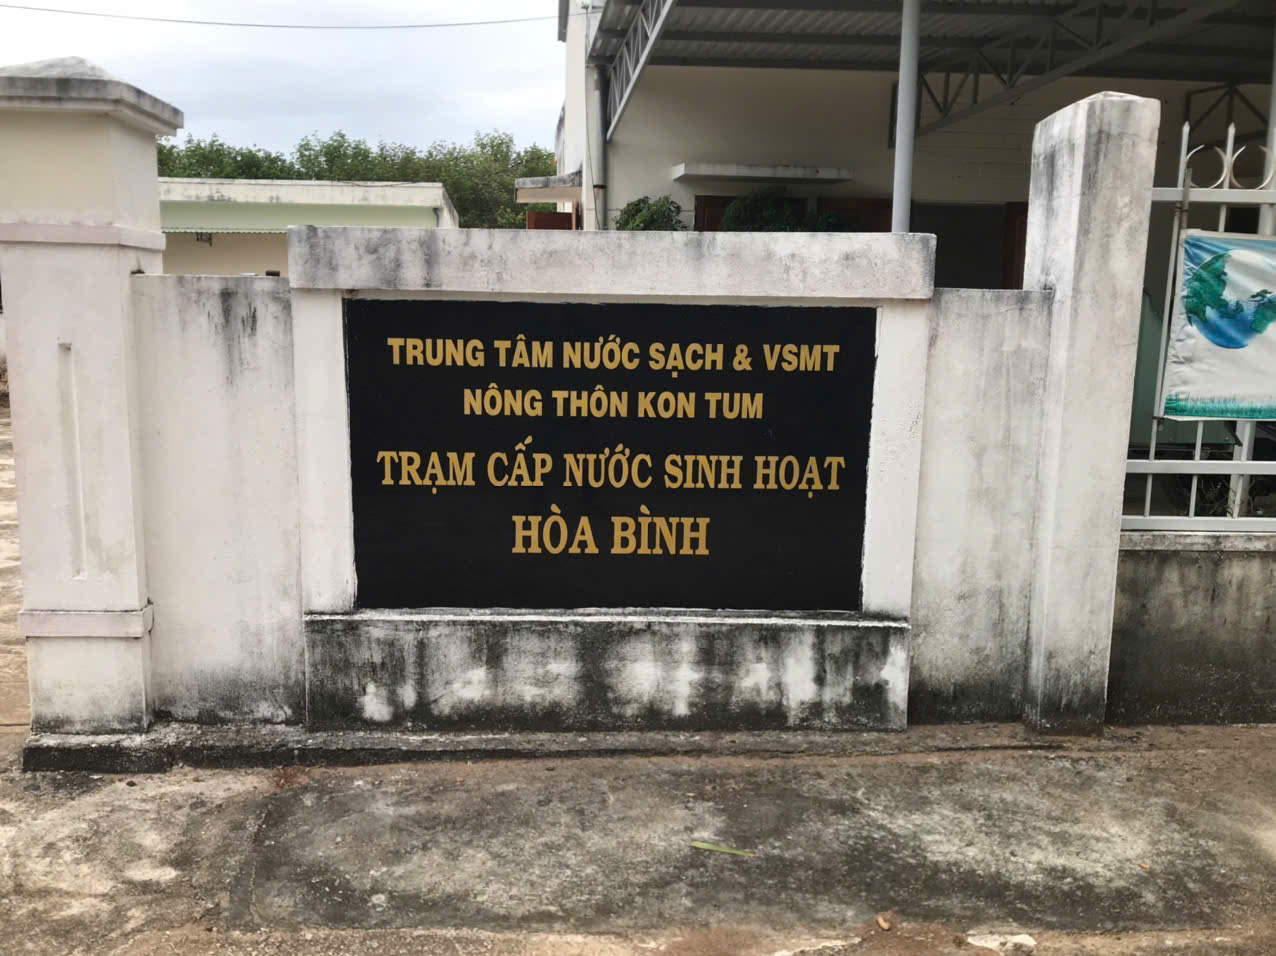 TRUNG TÂM NƯỚC SẠCH & VSMT
NÔNG THÔN KON TUM
TRẠM CẤP NƯỚC SINH HOẠT
HÒA BÌNH